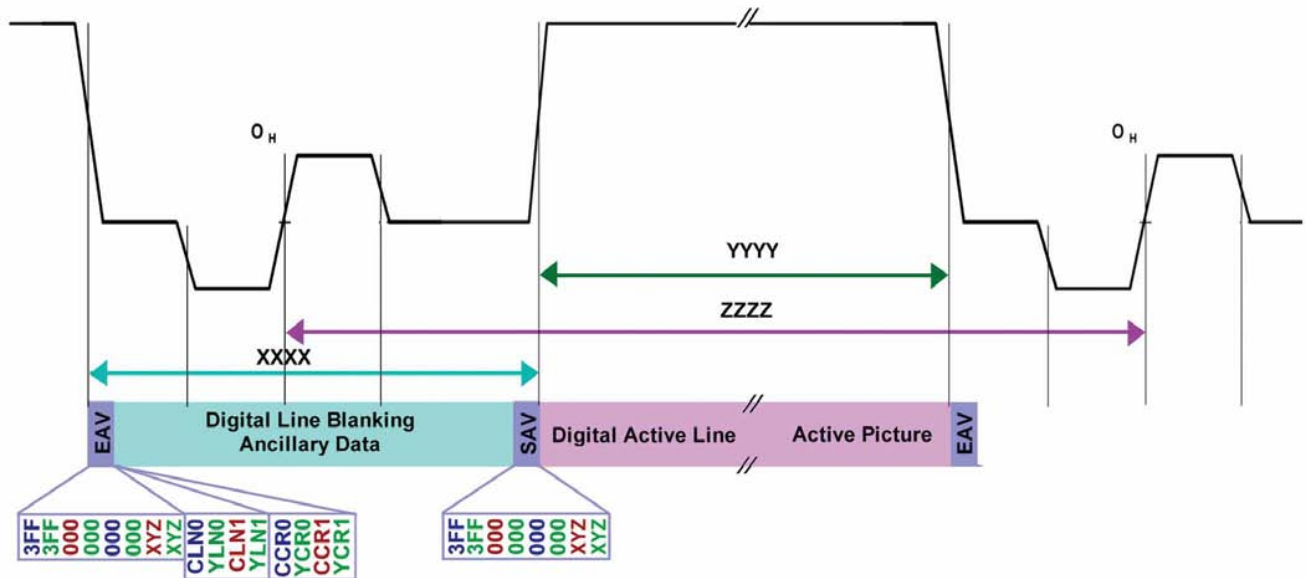 O H
O H
YYYY
ZZZZ
XXXX
EAV
Digital Line Blanking
Ancillary Data
SAV
Digital Active Line
Active Picture
EAV
3FF
3FF
000
000
000
000
XYZ
XYZ
CLN0
YLN0
CLN1
YLN1
CCR0
YCR0
CCR1
YCR1
3FF
3FF
000
000
000
000
XYZ
XYZ